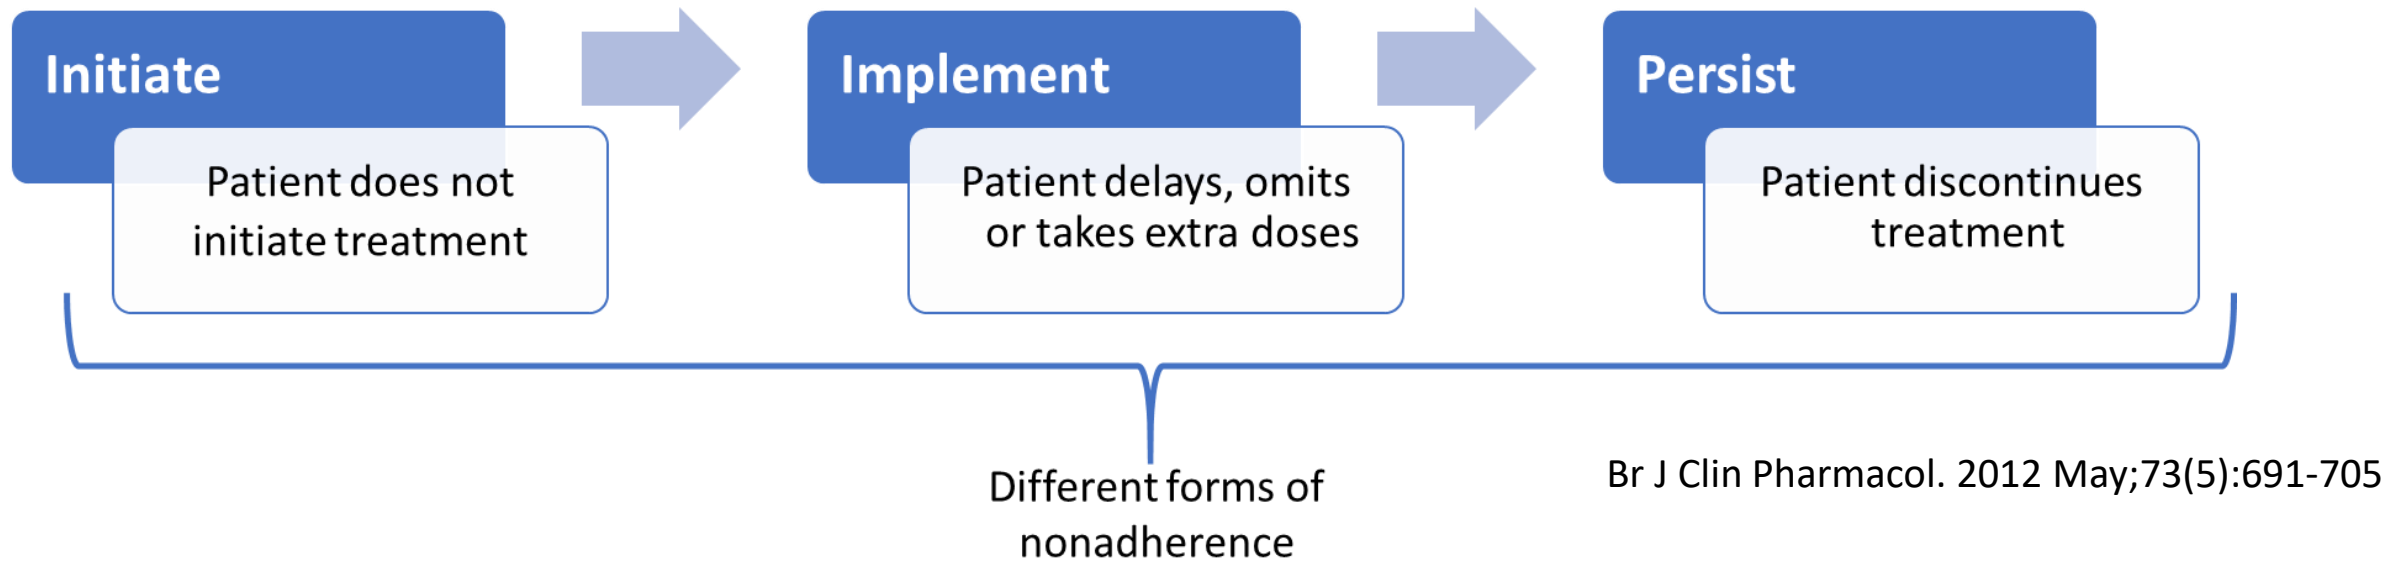 Initiate
Patient does not
initiate treatment
Implement
Patient delays, omits
or takes extra doses
Persist
Patient discontinues
treatment
Different forms of
nonadherence
Br J Clin Pharmacol. 2012 May;73(5):691-705